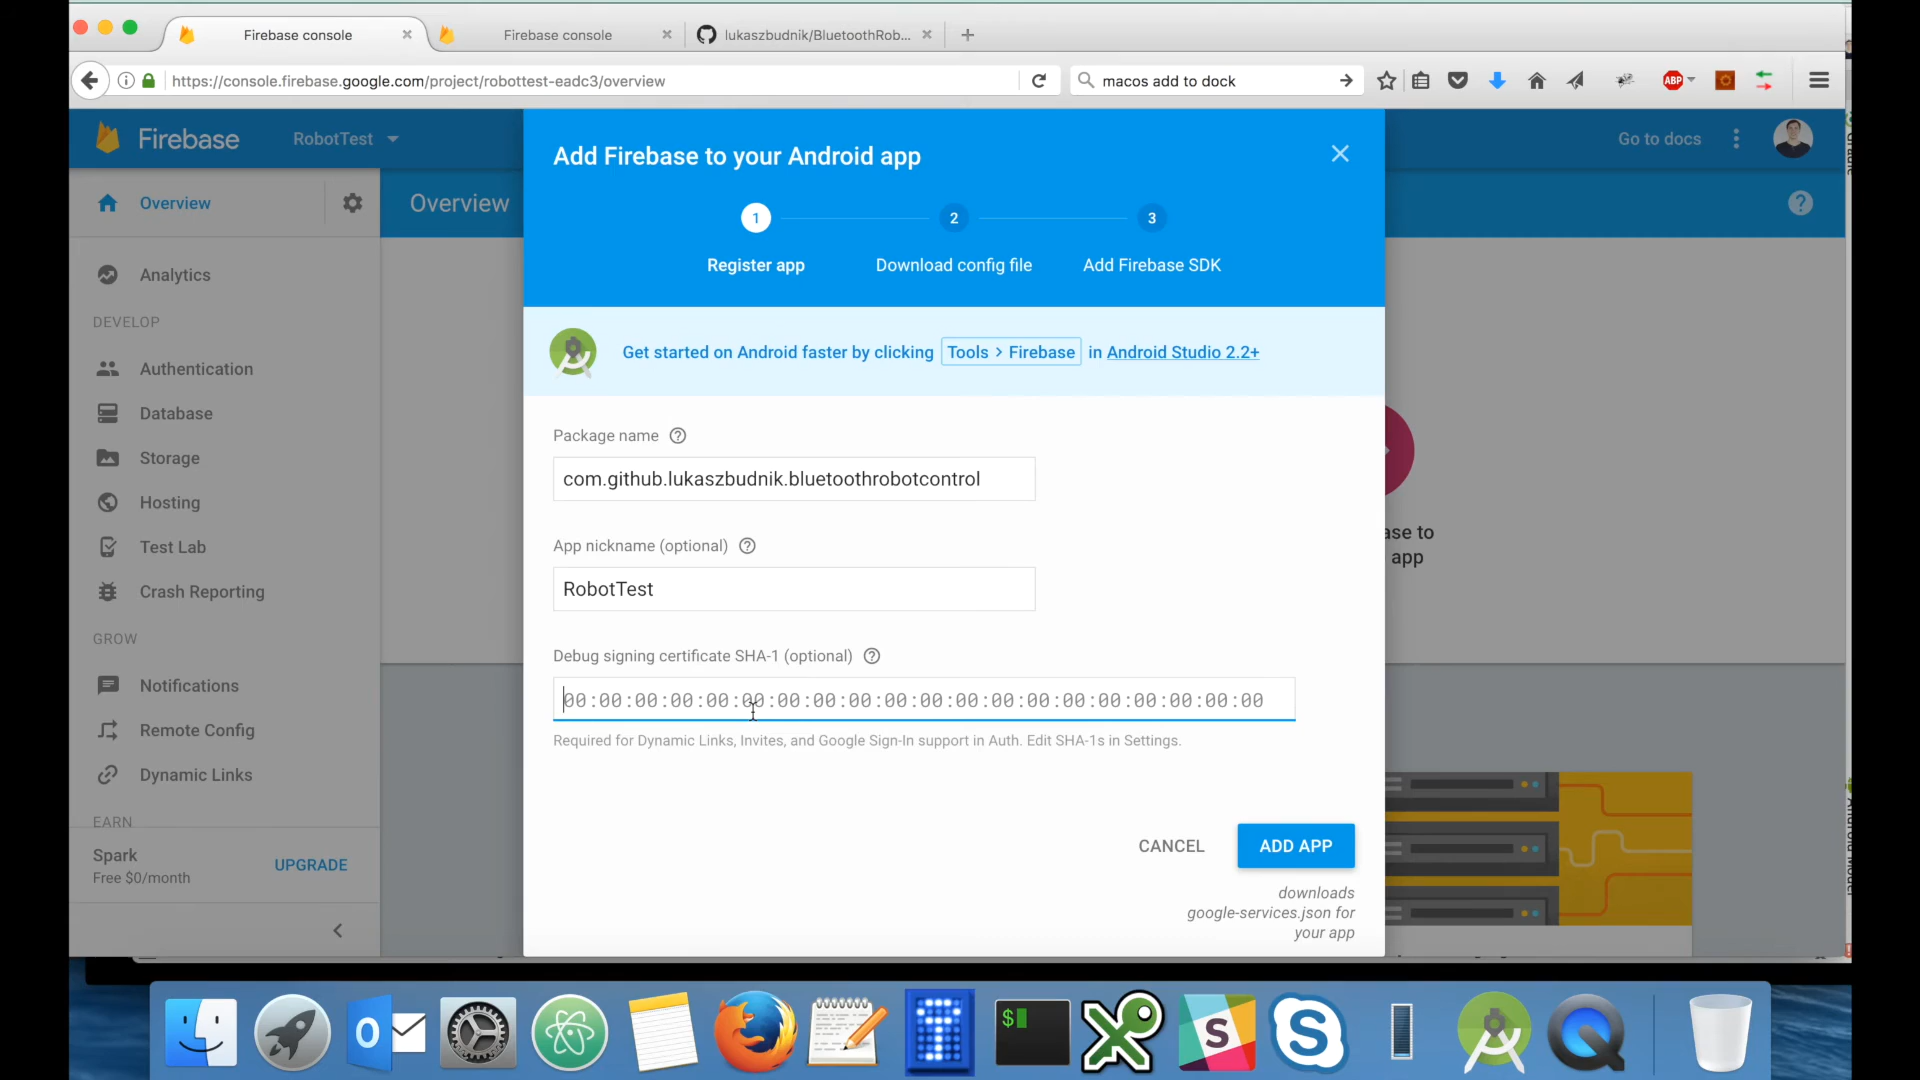 Firebase console
Firebase console
lukaszbudnik/BluetoothRob...
https://console.firebase.google.com/project/robottest-eadc3/overview
macos add to dock
ABP
Firebase
RobotTest
Go to docs
Overview
Overview
Analytics
DEVELOP
Authentication
Database
Storage
Hosting
Test Lab
Crash Reporting
GROW
Notifications
Remote Config
Dynamic Links
EARN
Spark
Free $0/month
UPGRADE
Add Firebase to your Android app
1
2
3
Register app
Download config file
Add Firebase SDK
Get started on Android faster by clicking Tools > Firebase in Android Studio 2.2+
Package name
com.github.lukaszbudnik.bluetoothrobotcontrol
App nickname (optional)
RobotTest
Debug signing certificate SHA-1 (optional)
00:00:00:00:00:00:00:00:00:00:00:00:00:00:00:00:00:00:00:00
Required for Dynamic Links, Invites, and Google Sign-In support in Auth. Edit SHA-1s in Settings.
CANCEL
ADD APP
downloads
google-services.json for
your app
ase to
app